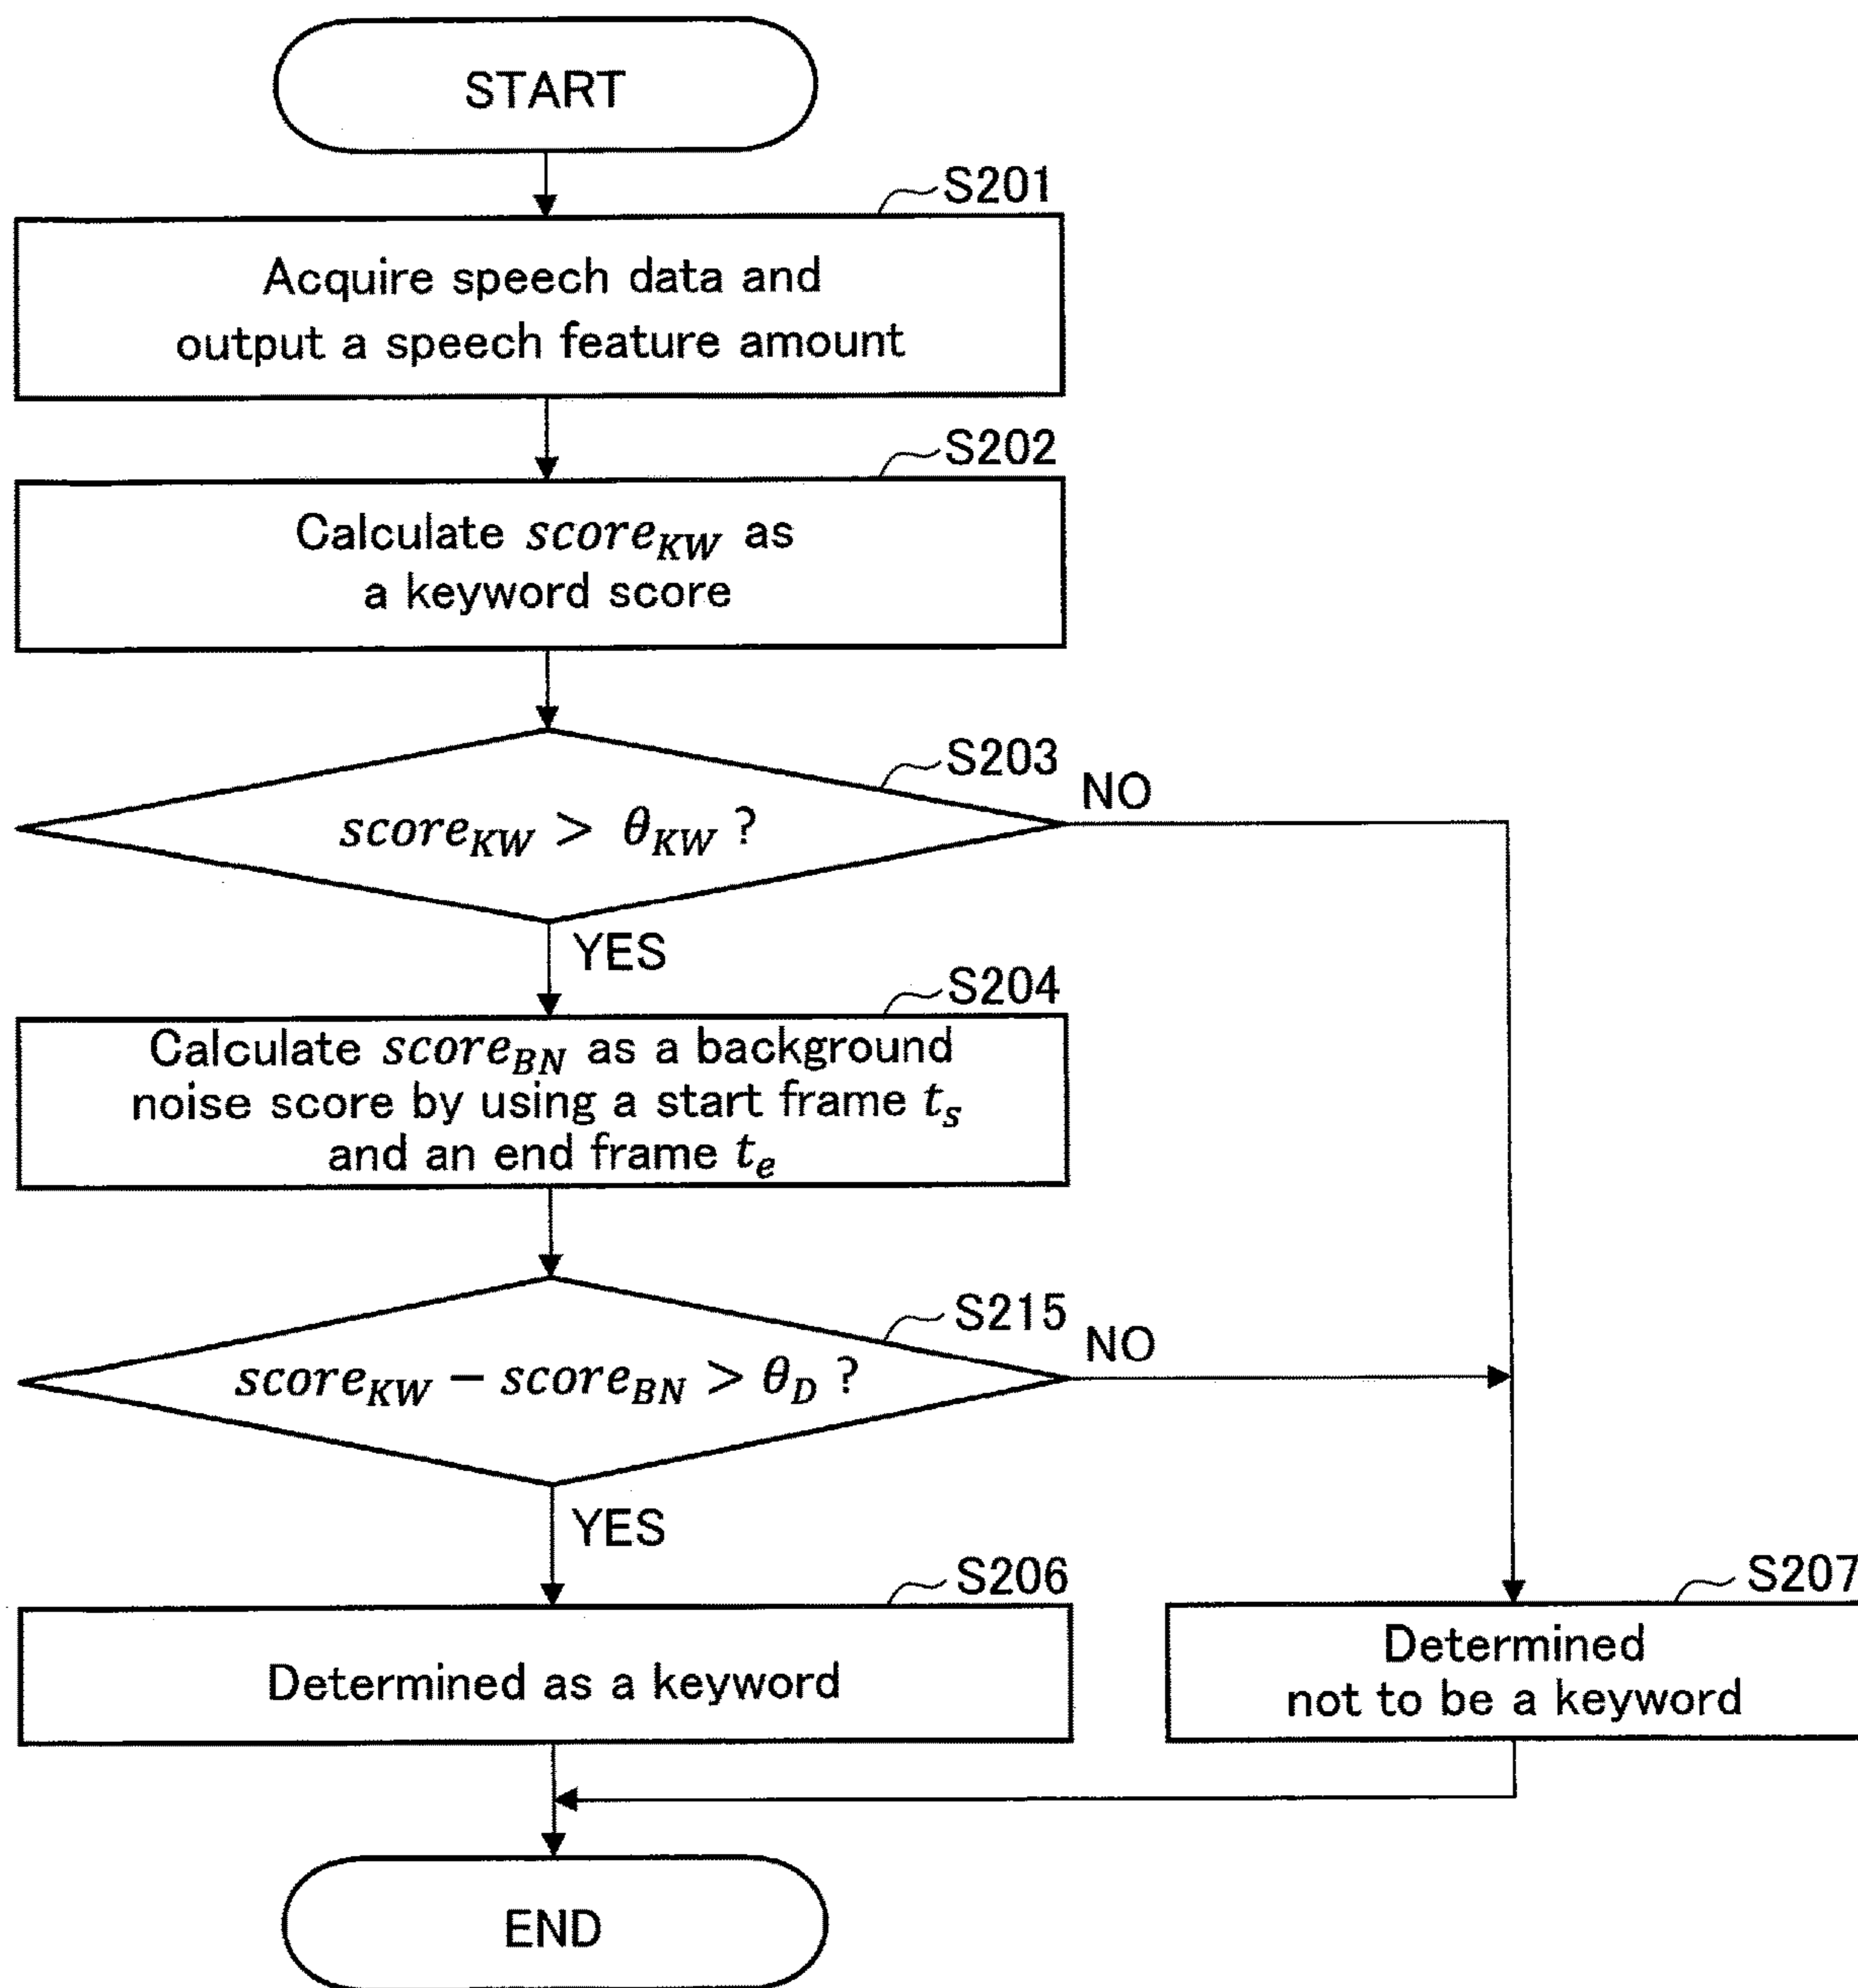 START
S201
Acquire speech data and
output a speech feature amount
S202
Calculate score_KW as
a keyword score
S203
score_KW > θ_KW ?
NO
YES
S204
Calculate score_BN as a background
noise score by using a start frame t_s
and an end frame t_e
S215
score_KW − score_BN > θ_D ?
NO
YES
S206
Determined as a keyword
S207
Determined
not to be a keyword
END